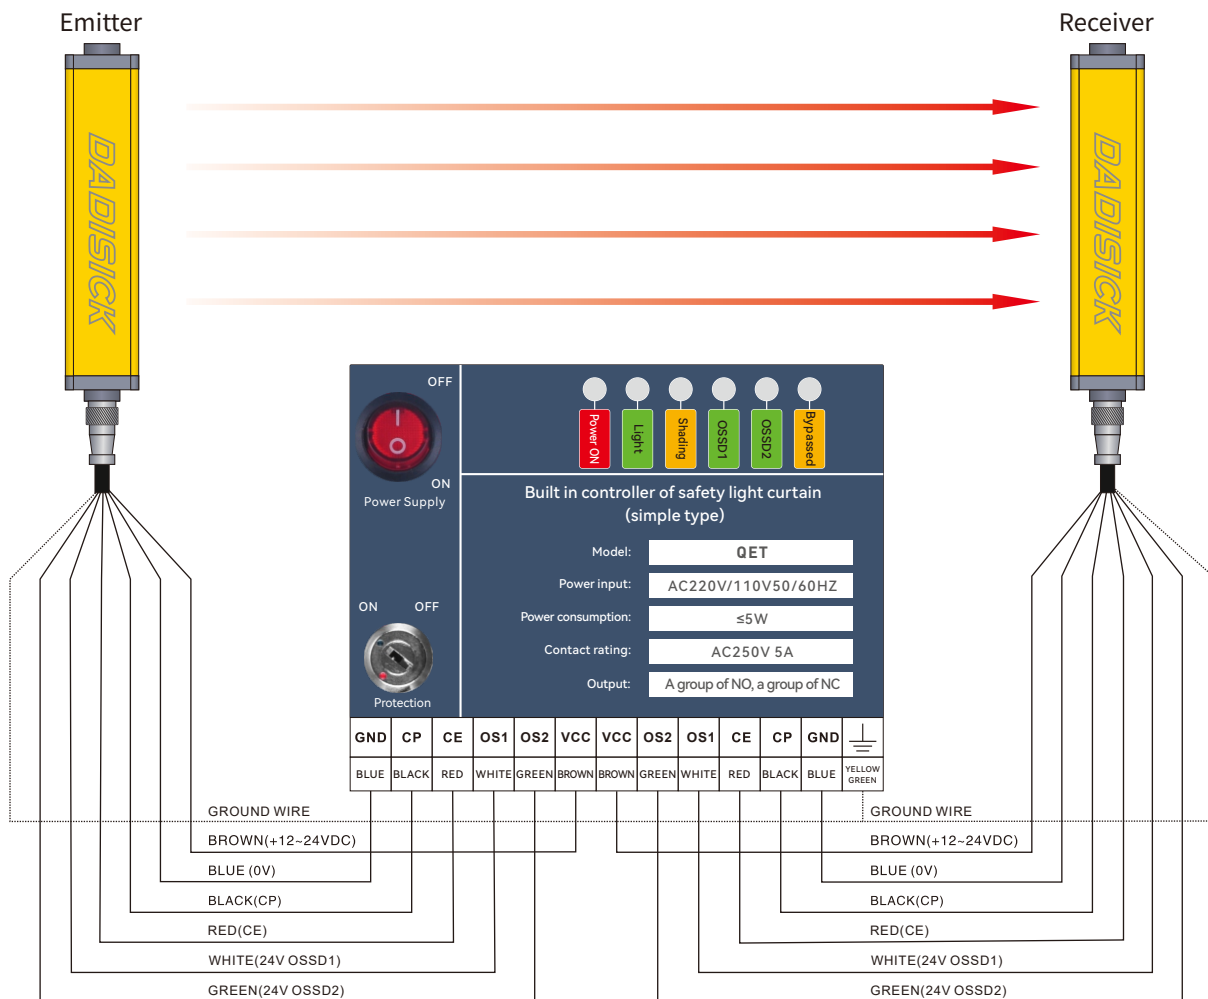 Emitter
Receiver
DADISICK
DADISICK
OFF
ON
Power Supply
ON OFF
Protection
Power ON
Light
Shading
OSSD1
OSSD2
Bypassed
Built in controller of safety light curtain
(simple type)
Model: QET
Power input: AC220V/110V50/60HZ
Power consumption: ≤5W
Contact rating: AC250V 5A
Output: A group of NO, a group of NC
GND CP CE OS1 OS2 VCC VCC OS2 OS1 CE CP GND
BLUE BLACK RED WHITE GREEN BROWN BROWN GREEN WHITE RED BLACK BLUE YELLOW
GREEN
GROUND WIRE GROUND WIRE
BROWN(+12~24VDC) BROWN(+12~24VDC)
BLUE (0V) BLUE (0V)
BLACK(CP) BLACK(CP)
RED(CE) RED(CE)
WHITE(24V OSSD1) WHITE(24V OSSD1)
GREEN(24V OSSD2) GREEN(24V OSSD2)